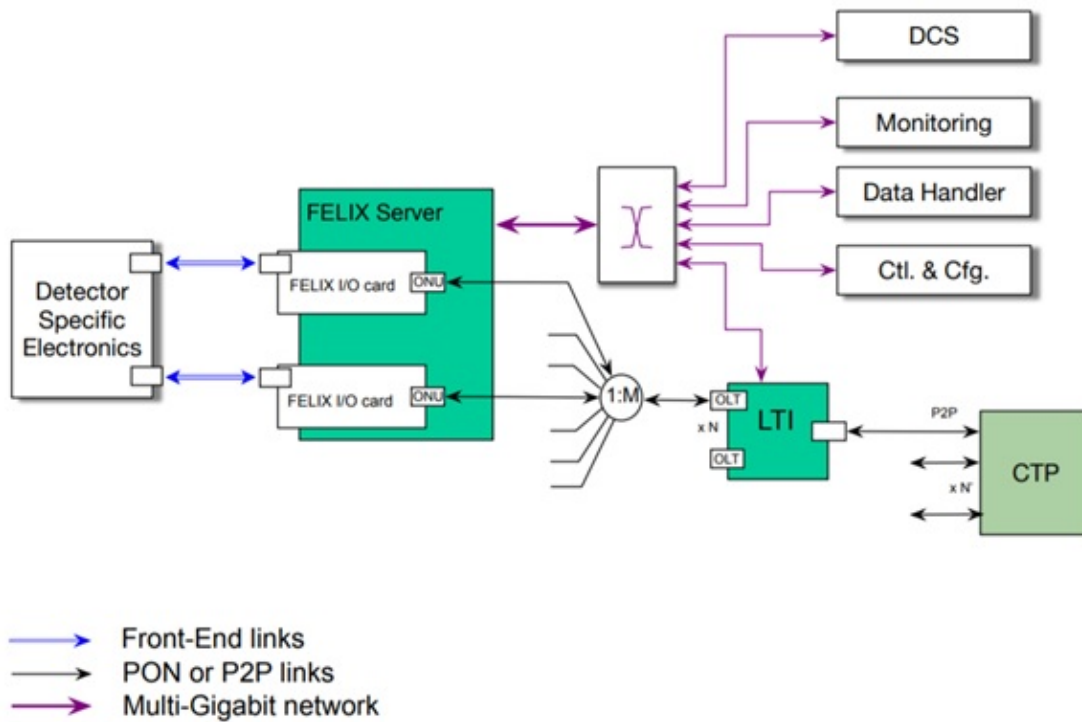 DCS
Monitoring
Data Handler
Ctl. & Cfg.
FELIX Server
FELIX I/O card
ONU
FELIX I/O card
ONU
Detector
Specific
Electronics
1:M
OLT
x N
OLT
LTI
P2P
x N'
CTP
Front-End links
PON or P2P links
Multi-Gigabit network